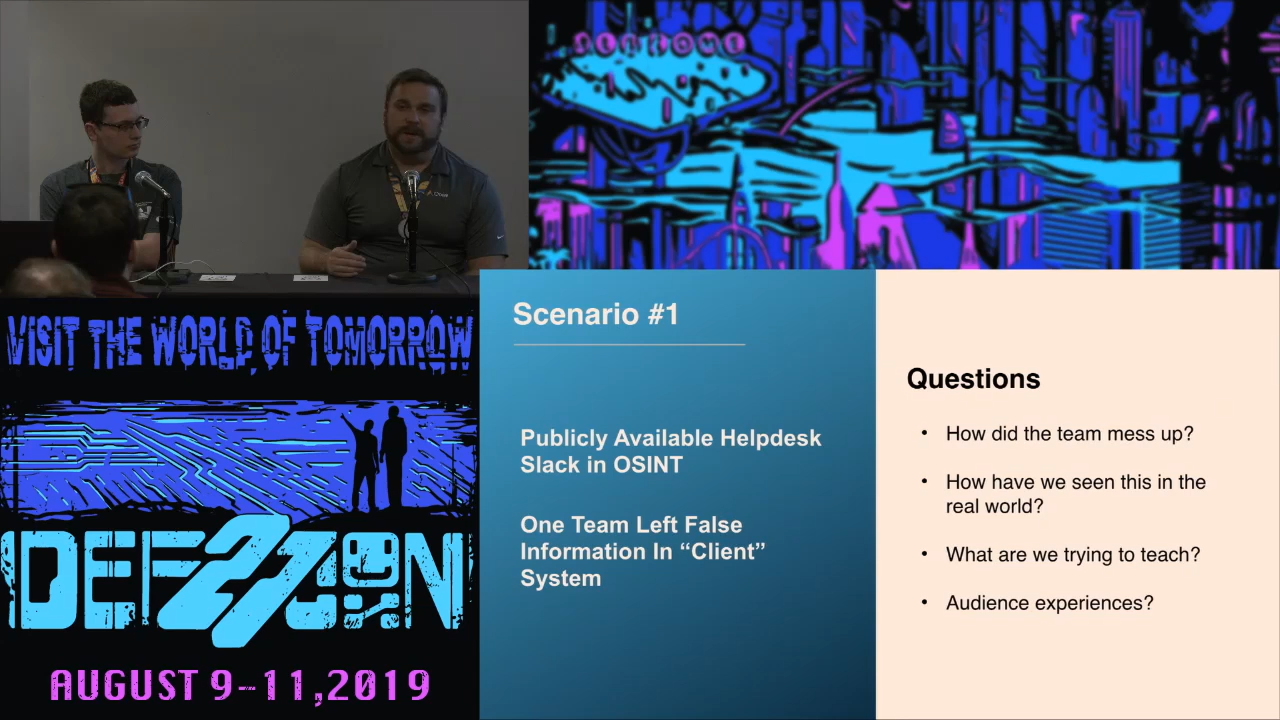 WELCOME
VISIT THE WORLD OF TOMORROW
DEF CON
27
AUGUST 9-11,2019
Scenario #1
Publicly Available Helpdesk
Slack in OSINT
One Team Left False
Information In “Client”
System
Questions
• How did the team mess up?
• How have we seen this in the
real world?
• What are we trying to teach?
• Audience experiences?